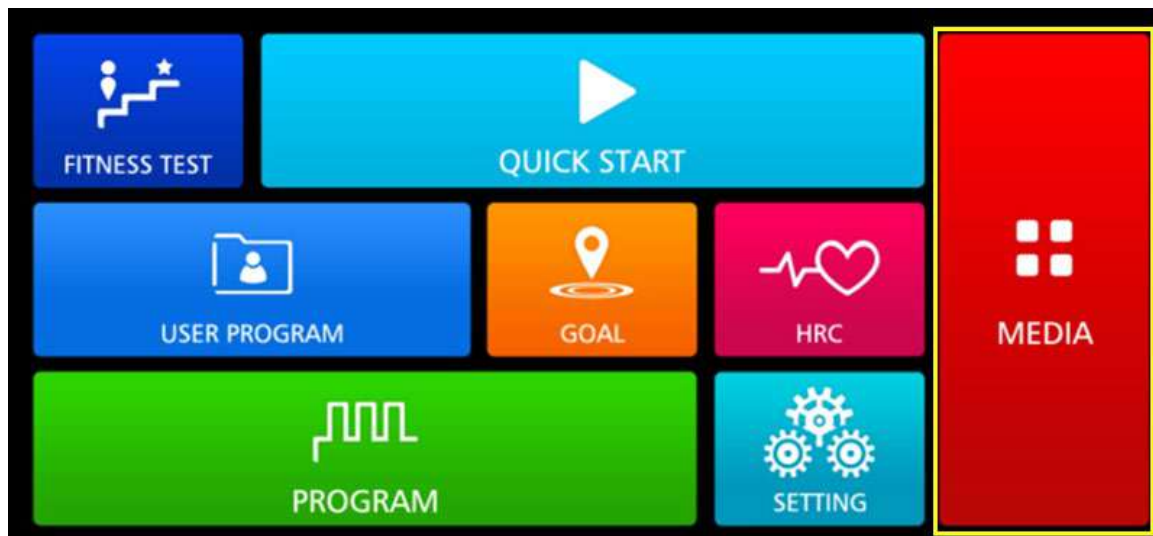 FITNESS TEST
QUICK START
USER PROGRAM
GOAL
HRC
MEDIA
PROGRAM
SETTING